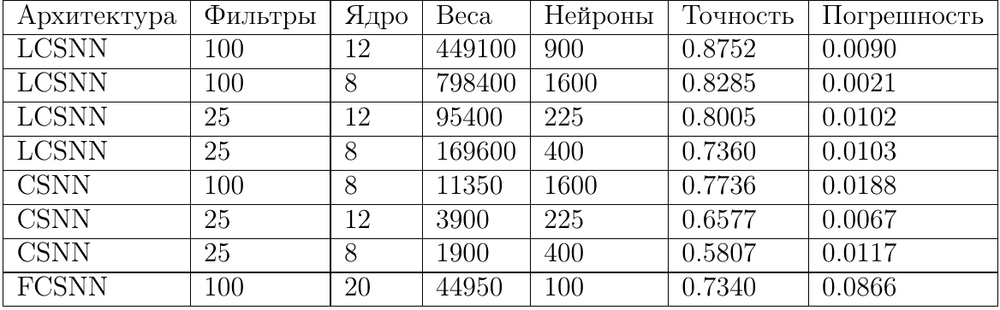 Архитектура Фильтры Ядро Веса Нейроны Точность Погрешность
LCSNN 100 12 449100 900 0.8752 0.0090
LCSNN 100 8 798400 1600 0.8285 0.0021
LCSNN 25 12 95400 225 0.8005 0.0102
LCSNN 25 8 169600 400 0.7360 0.0103
CSNN 100 8 11350 1600 0.7736 0.0188
CSNN 25 12 3900 225 0.6577 0.0067
CSNN 25 8 1900 400 0.5807 0.0117
FCSNN 100 20 44950 100 0.7340 0.0866